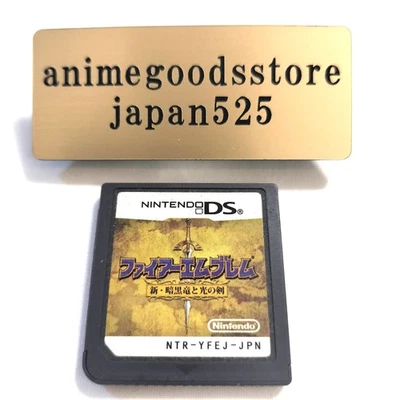 animegoodsstore
japan525
NINTENDO DS®
ファイアーエムブレム
新・暗黒竜と光の剣
Nintendo
NTR-YFEJ-JPN